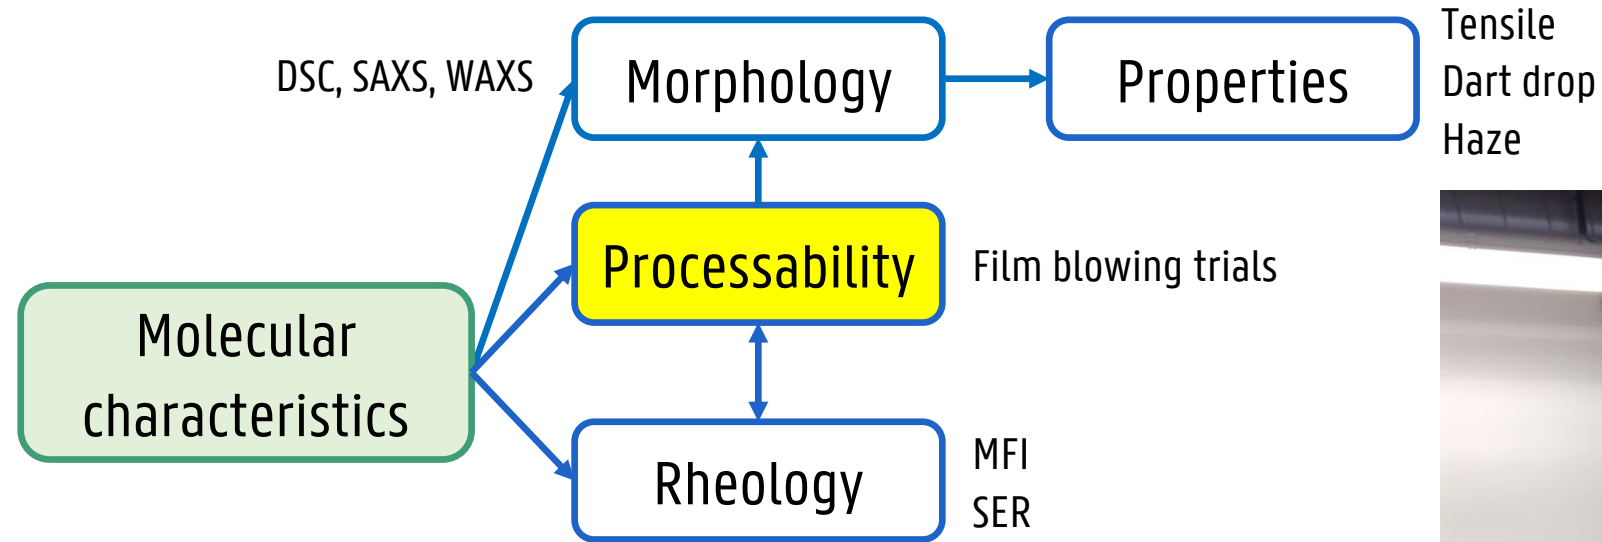 Tensile
DSC, SAXS, WAXS
Morphology
Properties
Dart drop
Haze
Processability
Film blowing trials
Molecular
characteristics
Rheology
MFI
SER